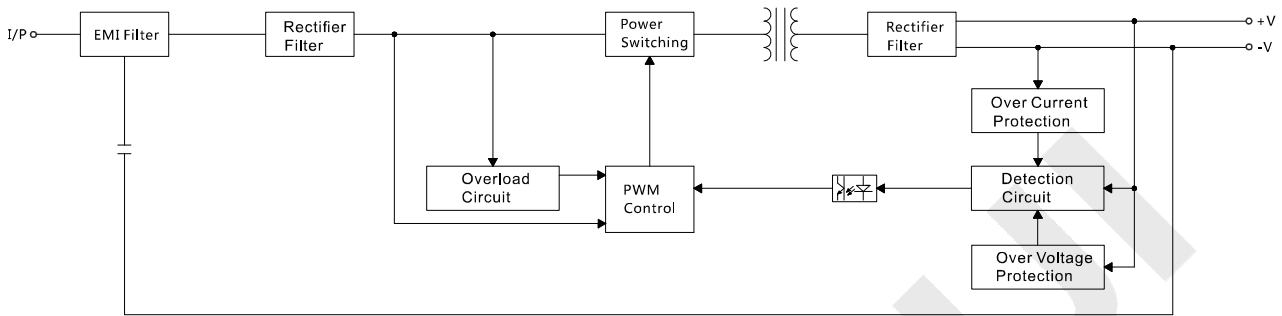 I/P
EMI Filter
Rectifier
Filter
Power
Switching
Rectifier
Filter
+V
-V
Over Current
Protection
Overload
Circuit
PWM
Control
Detection
Circuit
Over Voltage
Protection